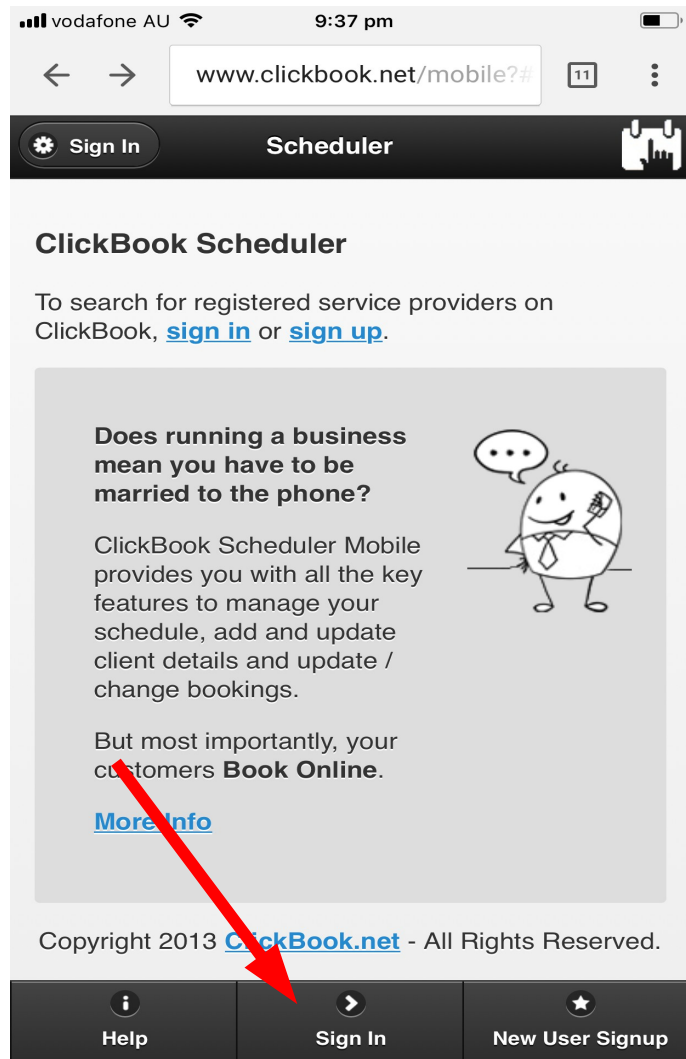 vodafone AU 9:37 pm
www.clickbook.net/mobile?# 11
Sign In Scheduler
ClickBook Scheduler
To search for registered service providers on
ClickBook, sign in or sign up.
Does running a business
mean you have to be
married to the phone?
ClickBook Scheduler Mobile
provides you with all the key
features to manage your
schedule, add and update
client details and update /
change bookings.
But most importantly, your
customers Book Online.
More Info
Copyright 2013 ClickBook.net - All Rights Reserved.
Help Sign In New User Signup